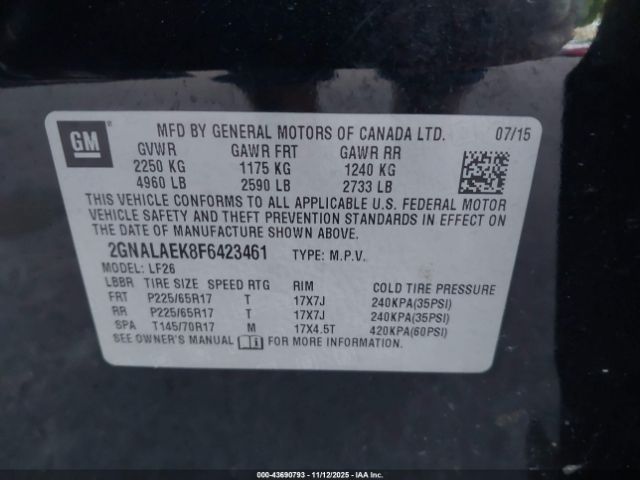 GM
MFD BY GENERAL MOTORS OF CANADA LTD. 07/15
GVWR GAWR FRT GAWR RR
2250 KG 1175 KG 1240 KG
4960 LB 2590 LB 2733 LB
THIS VEHICLE CONFORMS TO ALL APPLICABLE U.S. FEDERAL MOTOR
VEHICLE SAFETY AND THEFT PREVENTION STANDARDS IN EFFECT ON
THE DATE OF MANUFACTURE SHOWN ABOVE.
2GNALAEK8F6423461 TYPE: M.P.V.
MODEL: LF26
LBBR TIRE SIZE SPEED RTG RIM COLD TIRE PRESSURE
FRT P225/65R17 T 17X7J 240KPA(35PSI)
RR P225/65R17 T 17X7J 240KPA(35PSI)
SPA T145/70R17 M 17X4.5T 420KPA(60PSI)
SEE OWNER'S MANUAL FOR MORE INFORMATION.
000-43690793 - 11/12/2025 - IAA Inc.